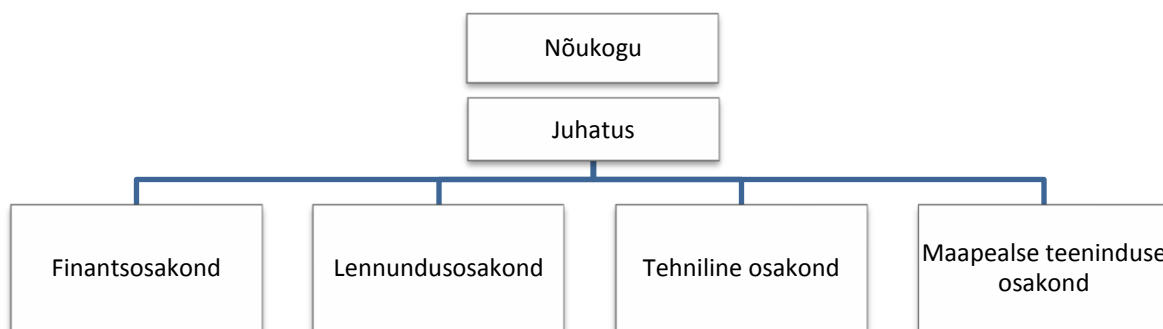 Nõukogu
Juhatus
Finantsosakond
Lennundusosakond
Tehniline osakond
Maapealse teeninduse
osakond